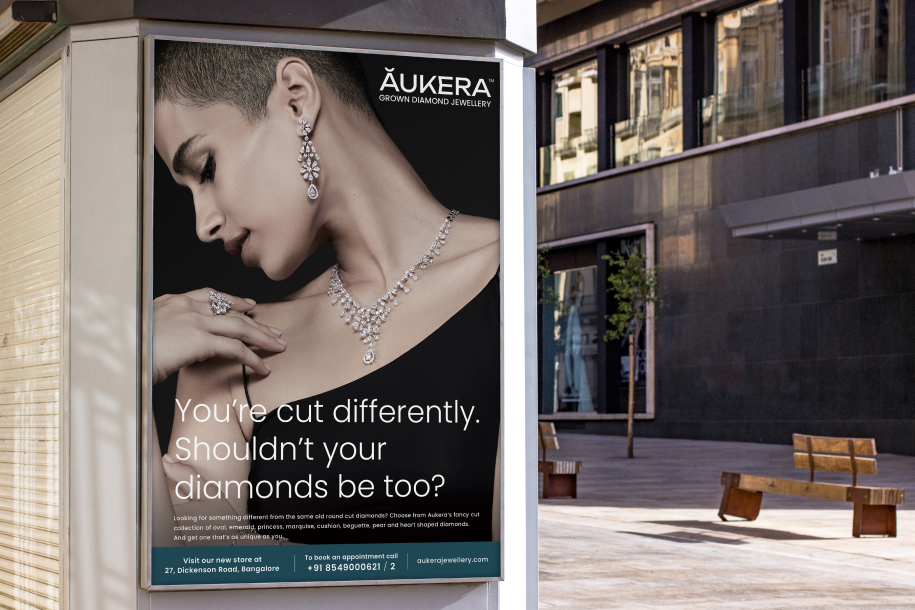 ĂUKERA™
GROWN DIAMOND JEWELLERY
You're cut differently.
Shouldn't your
diamonds be too?
Looking for something different from the same old round cut diamonds? Choose from Aukera's fancy cut
collection of oval, emerald, princess, marquise, cushion, beguette, pear and heart shaped diamonds.
And get one that's as unique as you.
Visit our new store at
27, Dickenson Road, Bangalore
To book an appointment call
+91 8549000621 / 2
aukerajewellery.com